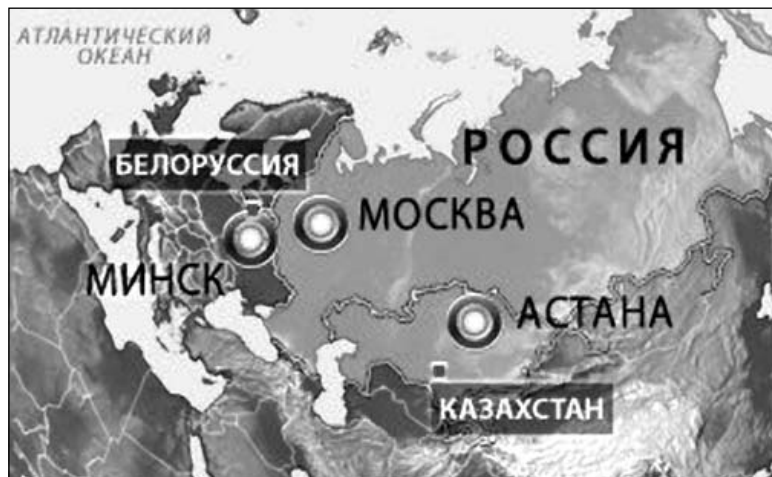 АТЛАНТИЧЕСКИЙ
ОКЕАН
РОССИЯ
БЕЛОРУССИЯ
МОСКВА
МИНСК
АСТАНА
КАЗАХСТАН